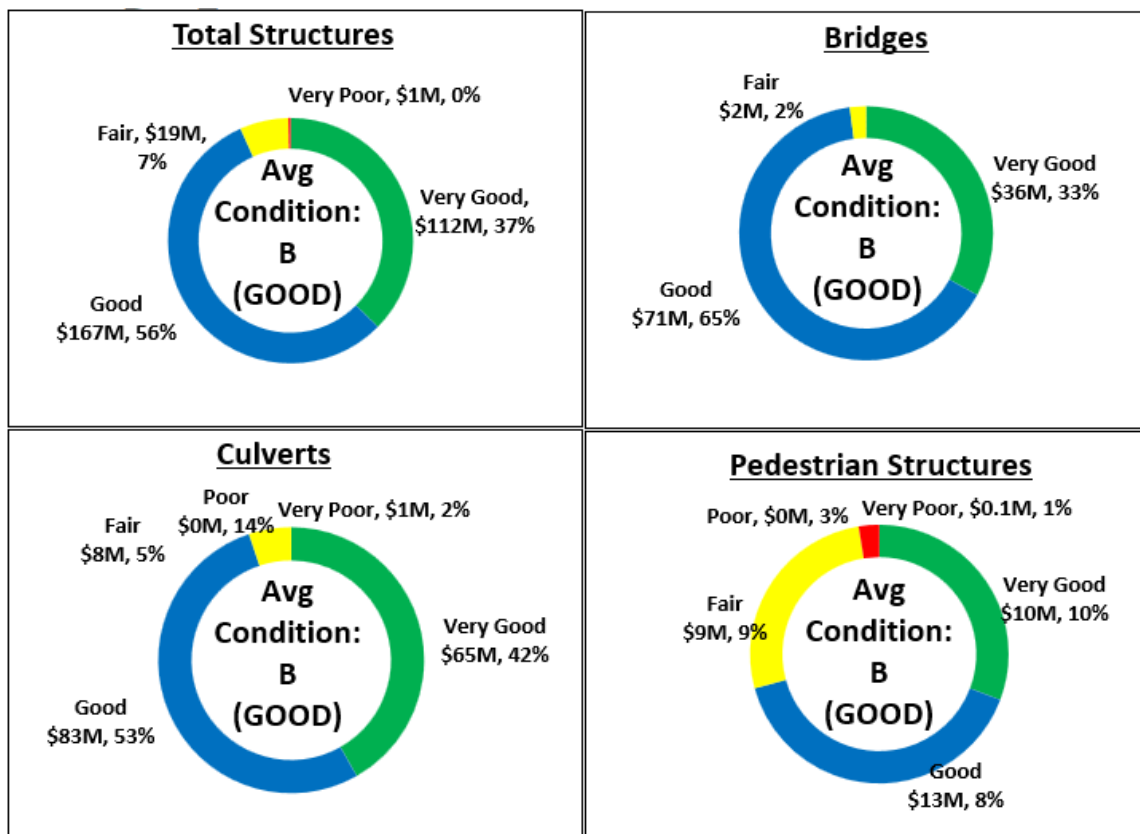 Total Structures
Very Poor, $1M, 0%
Fair, $19M,
7%
Very Good,
$112M, 37%
Good
$167M, 56%
Avg
Condition:
B
(GOOD)
Bridges
Fair
$2M, 2%
Very Good
$36M, 33%
Good
$71M, 65%
Avg
Condition:
B
(GOOD)
Culverts
Poor
$0M, 14%
Very Poor, $1M, 2%
Fair
$8M, 5%
Very Good
$65M, 42%
Good
$83M, 53%
Avg
Condition:
B
(GOOD)
Pedestrian Structures
Poor, $0M, 3%
Very Poor, $0.1M, 1%
Fair
$9M, 9%
Very Good
$10M, 10%
Good
$13M, 8%
Avg
Condition:
B
(GOOD)